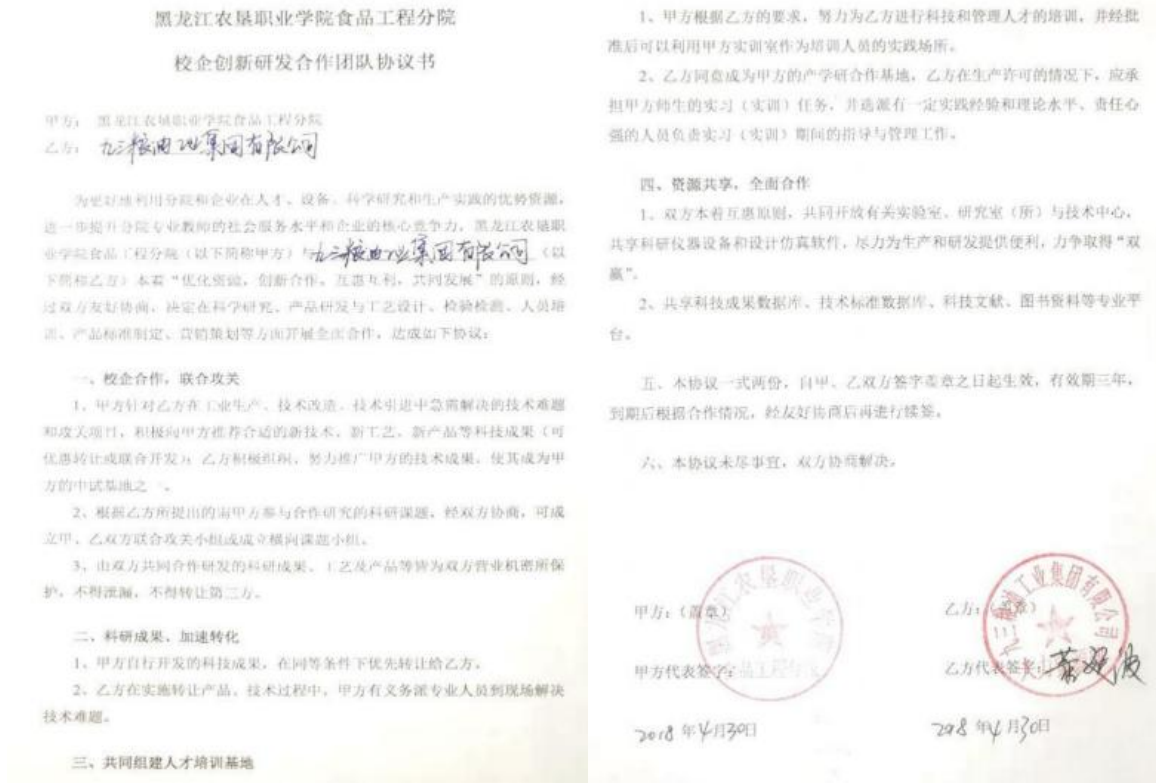 黑龙江农垦职业学院食品工程分院
校企创新研发合作团队协议书
甲方: 黑龙江农垦职业学院食品工程分院
乙方: 九三粮油工业集团有限公司
为更好地利用分院和企业在人才、设备、科学研究和生产实践的优势资源,
进一步提升分院专业教师的社会服务水平和企业的核心竞争力,黑龙江农垦职
业学院食品工程分院(以下简称甲方)与九三粮油工业集团有限公司(以
下简称乙方)本着“优化资源,创新合作,互惠互利,共同发展”的原则,经
过双方友好协商,决定在科学研究、产品研发与工艺设计、检验检测、人员培
训、产品标准制定、营销策划等方面开展全面合作,达成如下协议:
一、校企合作,联合攻关
1、甲方针对乙方在工业生产、技术改造、技术引进中急需解决的技术难题
和攻关项目,积极向甲方推荐合适的新技术、新工艺、新产品等科技成果(可
优惠转让或联合开发)。乙方积极组织,努力推广甲方的技术成果,使其成为甲
方的中试基地之一。
2、根据乙方所提出的需甲方参与合作研究的科研课题,经双方协商,可成
立甲、乙双方联合攻关小组或成立横向课题小组。
3、由双方共同合作研发的科研成果、工艺及产品等皆为双方营业机密所保
护,不得泄漏,不得转让第三方。
二、科研成果、加速转化
1、甲方自行开发的科技成果,在同等条件下优先转让给乙方。
2、乙方在实施转让产品、技术过程中,甲方有义务派专业人员到现场解决
技术难题。
三、共同组建人才培训基地
1、甲方根据乙方的要求,努力为乙方进行科技和管理人才的培训,并经批
准后可以利用甲方实训室作为培训人员的实践场所。
2、乙方同意成为甲方的产学研合作基地,乙方在生产许可的情况下,应承
担甲方师生的实习(实训)任务,并选派有一定实践经验和理论水平、责任心
强的人员负责实习(实训)期间的指导与管理工作。
四、资源共享,全面合作
1、双方本着互惠原则,共同开放有关实验室、研究室(所)与技术中心,
共享科研仪器设备和设计仿真软件,尽力为生产和研发提供便利,力争取得“双
赢”。
2、共享科技成果数据库、技术标准数据库、科技文献、图书资料等专业平
台。
五、本协议一式两份,自甲、乙双方签字盖章之日起生效,有效期三年,
到期后根据合作情况,经友好协商后再进行续签。
六、本协议未尽事宜,双方协商解决。
黑龙江农垦职业学院
食品工程分院
九三粮油工业集团有限公司
甲方:(盖章)
乙方:(盖章)
甲方代表签字:
乙方代表签字:
2018年4月30日
2018年4月30日